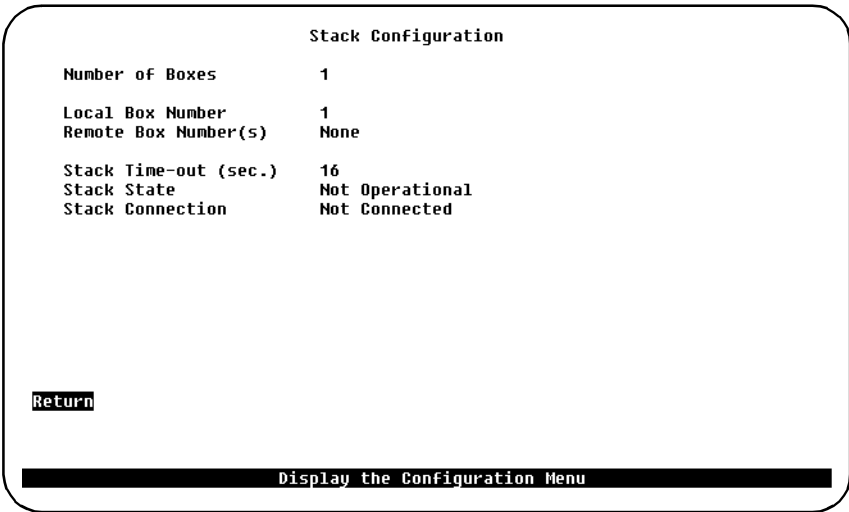 Stack Configuration
Number of Boxes 1
Local Box Number 1
Remote Box Number(s) None
Stack Time-out (sec.) 16
Stack State Not Operational
Stack Connection Not Connected
Return
Display the Configuration Menu